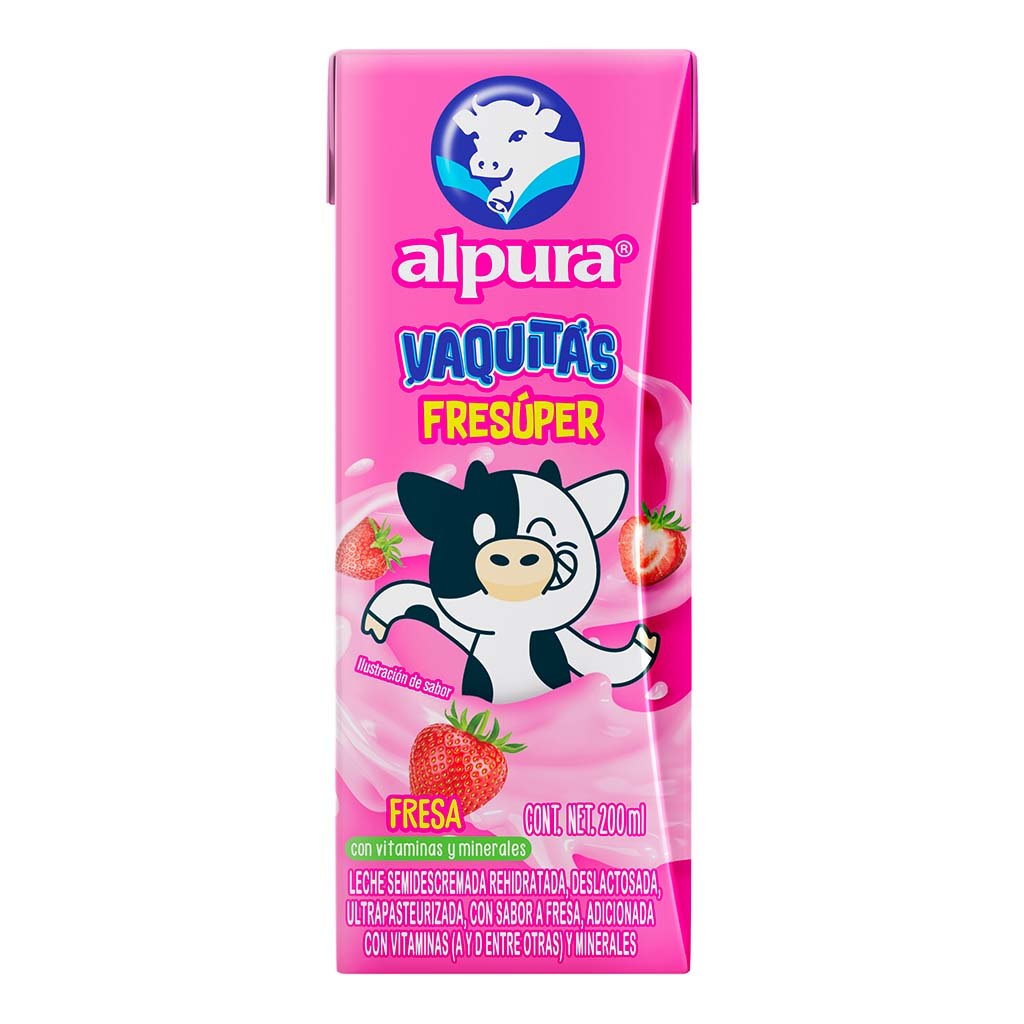 alpura®
VAQUITAS
FRESÚPER
Ilustración de sabor
FRESA
CONT. NET. 200 ml
con vitaminas y minerales
LECHE SEMIDESCREMADA REHIDRATADA, DESLACTOSADA,
ULTRAPASTEURIZADA, CON SABOR A FRESA, ADICIONADA
CON VITAMINAS (A Y D ENTRE OTRAS) Y MINERALES